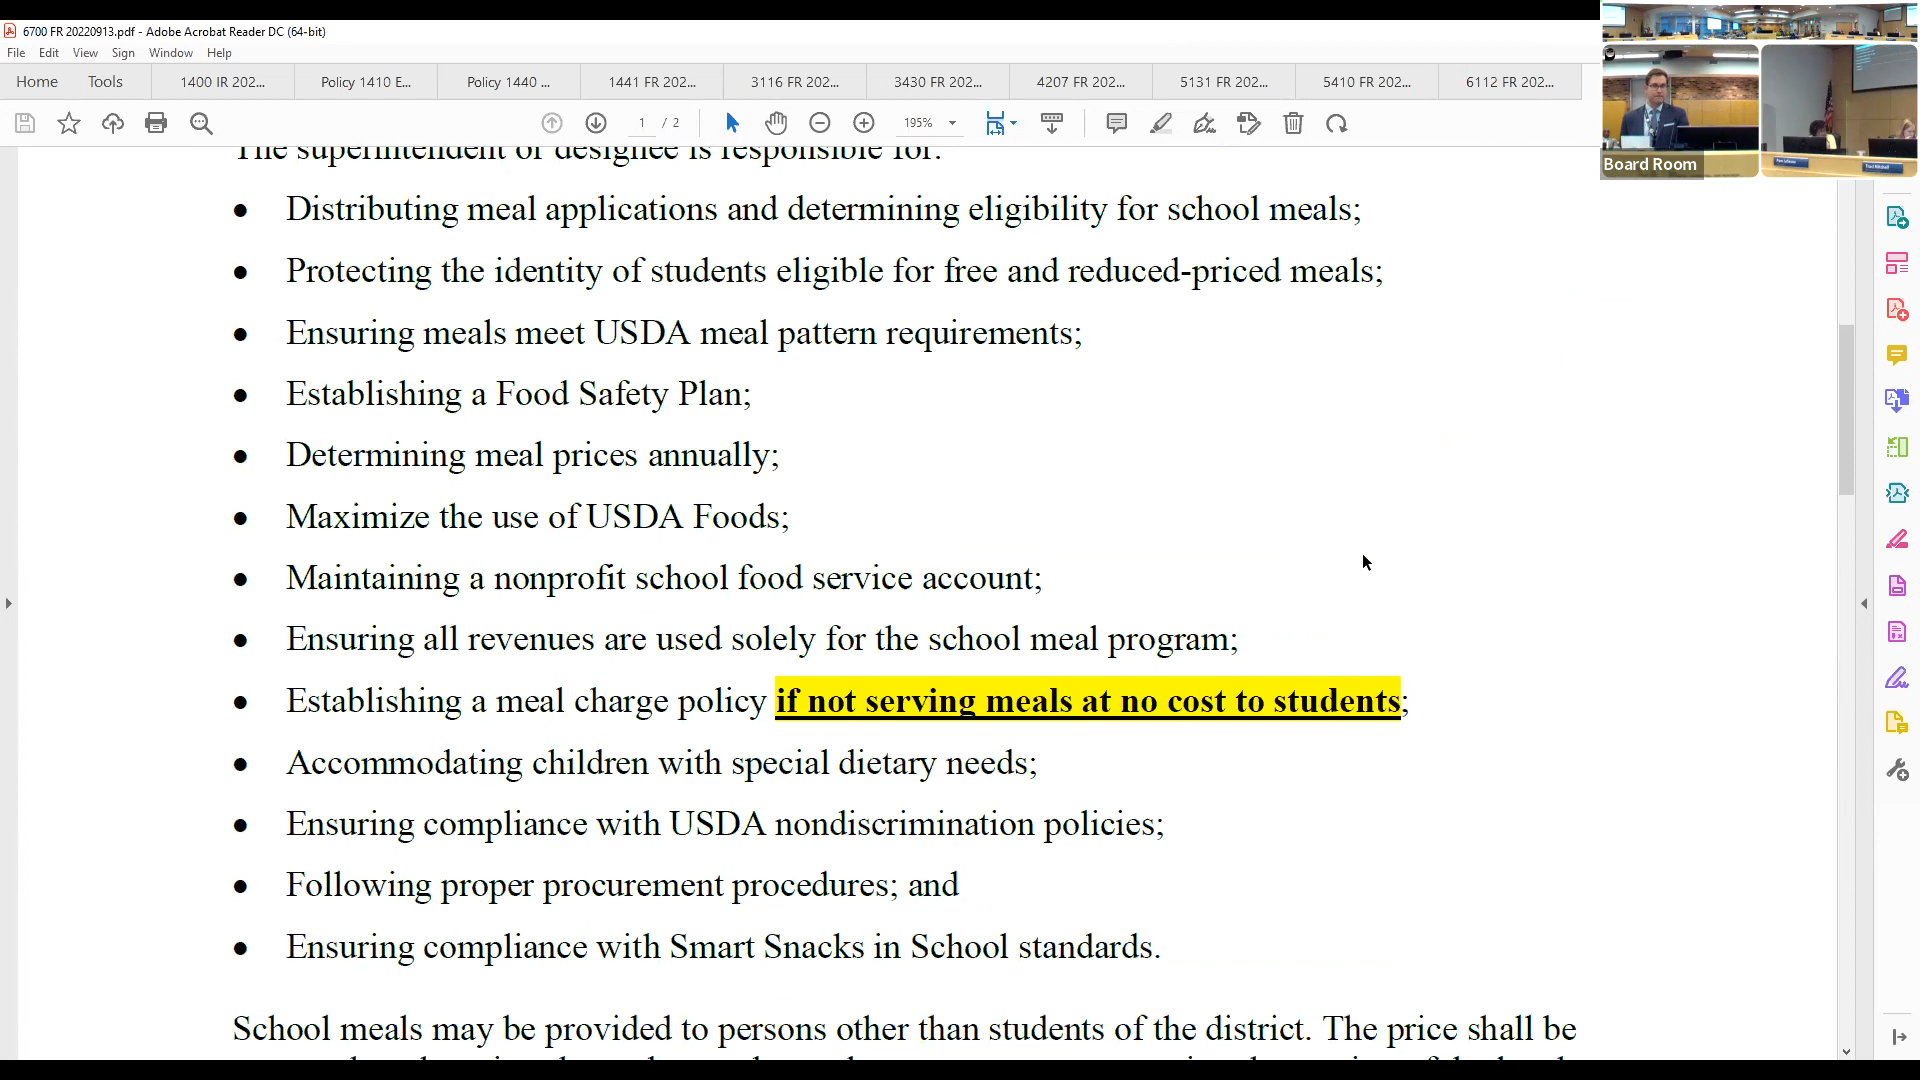 6700 FR 20220913.pdf - Adobe Acrobat Reader DC (64-bit)
File Edit View Sign Window Help
Home Tools 1400 IR 202... Policy 1410 E... Policy 1440 ... 1441 FR 202... 3116 FR 202... 3430 FR 202... 4207 FR 202... 5131 FR 202... 5410 FR 202... 6112 FR 202...
1 / 2 195%
Board Room
The superintendent or designee is responsible for:
• Distributing meal applications and determining eligibility for school meals;
• Protecting the identity of students eligible for free and reduced-priced meals;
• Ensuring meals meet USDA meal pattern requirements;
• Establishing a Food Safety Plan;
• Determining meal prices annually;
• Maximize the use of USDA Foods;
• Maintaining a nonprofit school food service account;
• Ensuring all revenues are used solely for the school meal program;
• Establishing a meal charge policy if not serving meals at no cost to students;
• Accommodating children with special dietary needs;
• Ensuring compliance with USDA nondiscrimination policies;
• Following proper procurement procedures; and
• Ensuring compliance with Smart Snacks in School standards.
School meals may be provided to persons other than students of the district. The price shall be